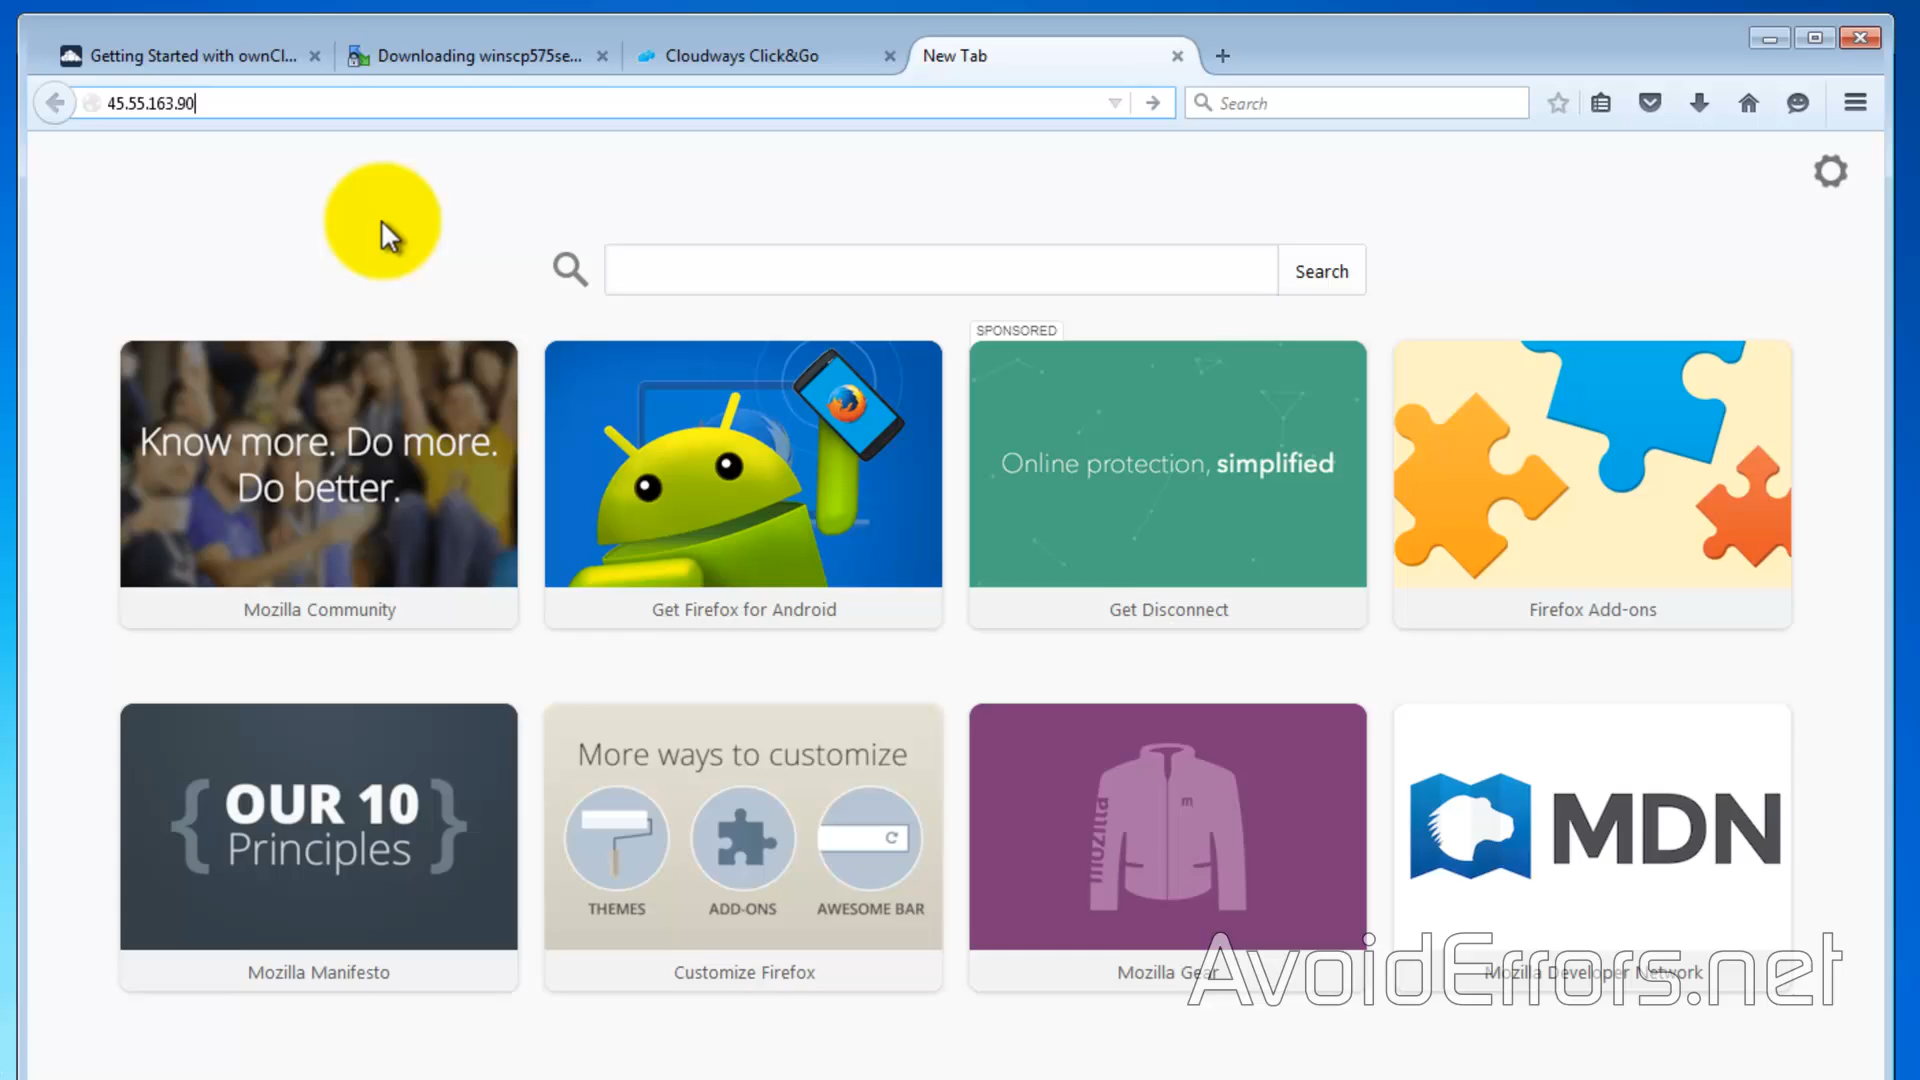 Getting Started with ownCl...
Downloading winscp575se...
Cloudways Click&Go
New Tab
45.55.163.90
Search
Search
SPONSORED
Know more. Do more.
Do better.
Online protection, simplified
Mozilla Community
Get Firefox for Android
Get Disconnect
Firefox Add-ons
OUR 10
Principles
More ways to customize
THEMES
ADD-ONS
AWESOME BAR
mozilla
m
MDN
Mozilla Manifesto
Customize Firefox
Mozilla Gear
Mozilla Developer Network
AvoidErrors.net